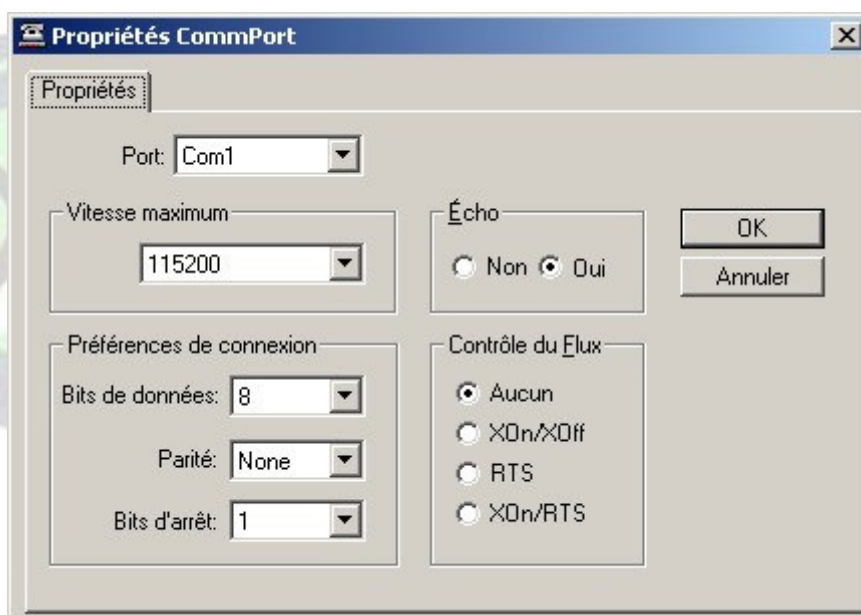 Propriétés CommPort
Propriétés
Port: Com1
Vitesse maximum
115200
Écho
Non Oui
OK
Annuler
Préférences de connexion
Bits de données: 8
Parité: None
Bits d'arrêt: 1
Contrôle du Flux
Aucun
XOn/XOff
RTS
XOn/RTS